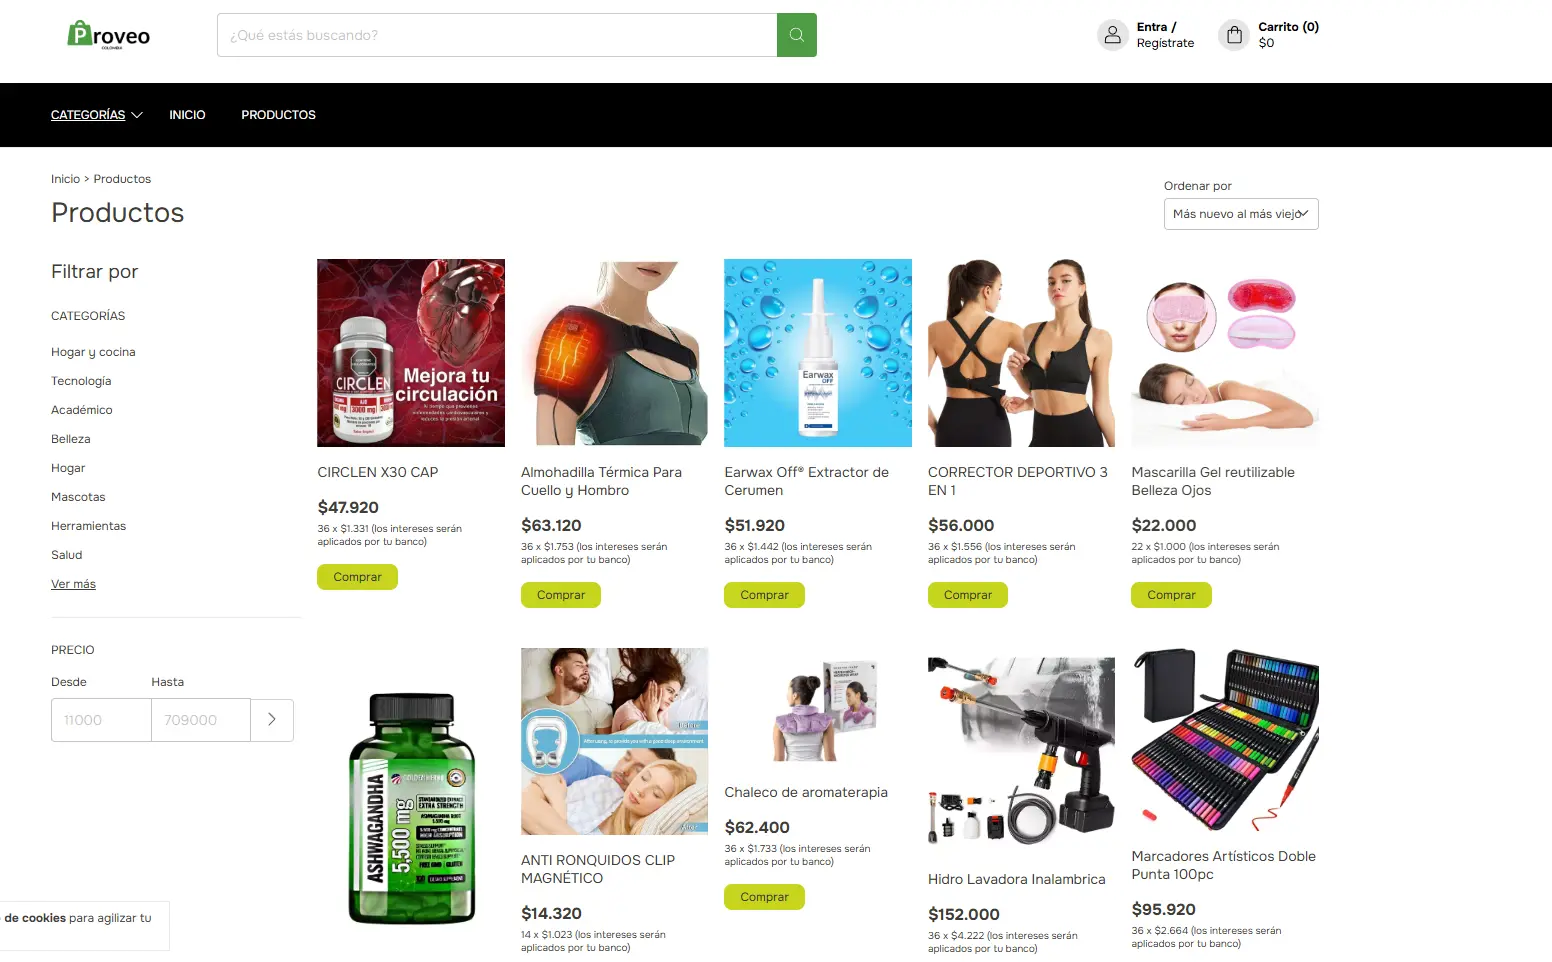 Proveo
COLOMBIA
¿Qué estás buscando?
Entra /
Regístrate
Carrito (0)
$0
CATEGORÍAS
INICIO
PRODUCTOS
Inicio > Productos
Productos
Ordenar por
Más nuevo al más viejo
Filtrar por
CATEGORÍAS
Hogar y cocina
Tecnología
Académico
Belleza
Hogar
Mascotas
Herramientas
Salud
Ver más
PRECIO
Desde
Hasta
11000
709000
CIRCLEN
3000 mg
Mejora tu
circulación
CIRCLEN X30 CAP
$47.920
36 x $1.331 (los intereses serán
aplicados por tu banco)
Comprar
Almohadilla Térmica Para
Cuello y Hombro
$63.120
36 x $1.753 (los intereses serán
aplicados por tu banco)
Comprar
Earwax
OFF
Earwax Off® Extractor de
Cerumen
$51.920
36 x $1.442 (los intereses serán
aplicados por tu banco)
Comprar
CORRECTOR DEPORTIVO 3
EN 1
$56.000
36 x $1.556 (los intereses serán
aplicados por tu banco)
Comprar
Mascarilla Gel reutilizable
Belleza Ojos
$22.000
22 x $1.000 (los intereses serán
aplicados por tu banco)
Comprar
ASHWAGANDHA
5,500 mg
EXTRA STRENGTH
Before
After
ANTI RONQUIDOS CLIP
MAGNÉTICO
$14.320
14 x $1.023 (los intereses serán
aplicados por tu banco)
Chaleco de aromaterapia
$62.400
36 x $1.733 (los intereses serán
aplicados por tu banco)
Comprar
Hidro Lavadora Inalambrica
$152.000
36 x $4.222 (los intereses serán
aplicados por tu banco)
Marcadores Artísticos Doble
Punta 100pc
$95.920
36 x $2.664 (los intereses serán
aplicados por tu banco)
de cookies para agilizar tu